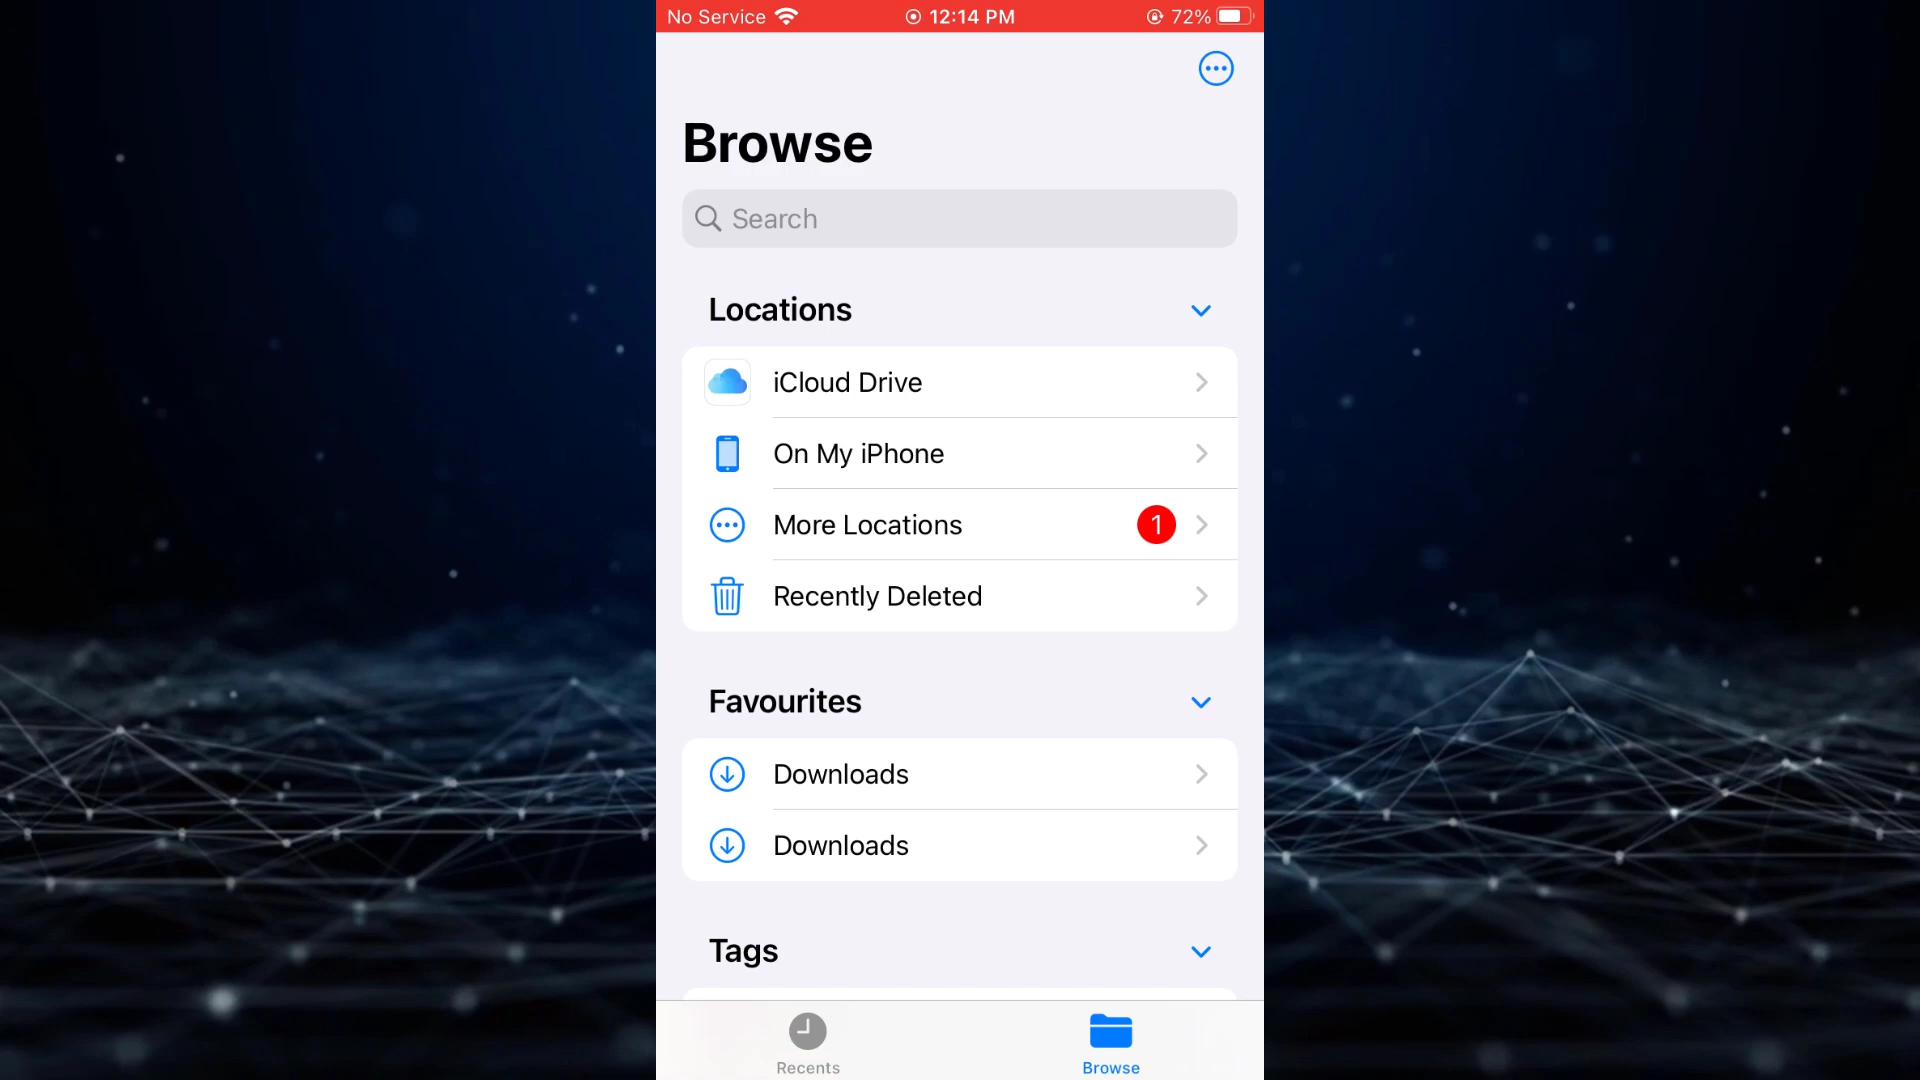 No Service 12:14 PM 72%
Browse
Search
Locations
iCloud Drive
On My iPhone
More Locations 1
Recently Deleted
Favourites
Downloads
Downloads
Tags
Recents Browse